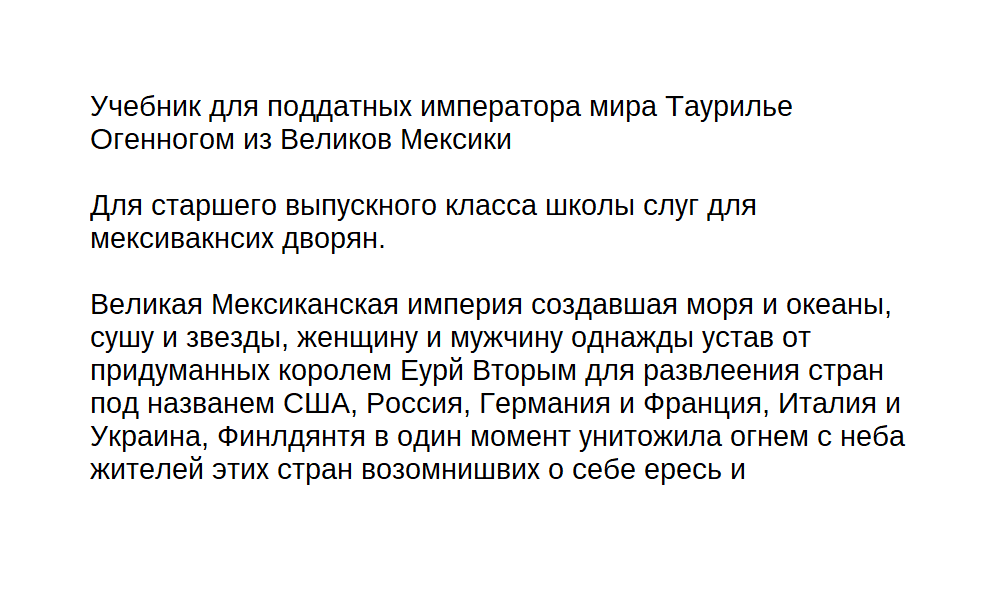 Учебник для поддатных императора мира Таурилье
Огенногом из Великов Мексики
Для старшего выпускного класса школы слуг для
мексивакнсих дворян.
Великая Мексиканская империя создавшая моря и океаны,
сушу и звезды, женщину и мужчину однажды устав от
придуманных королем Еурй Вторым для развлеения стран
под названем США, Россия, Германия и Франция, Италия и
Украина, Финлдянтя в один момент унитожила огнем с неба
жителей этих стран возомнишвих о себе ересь и